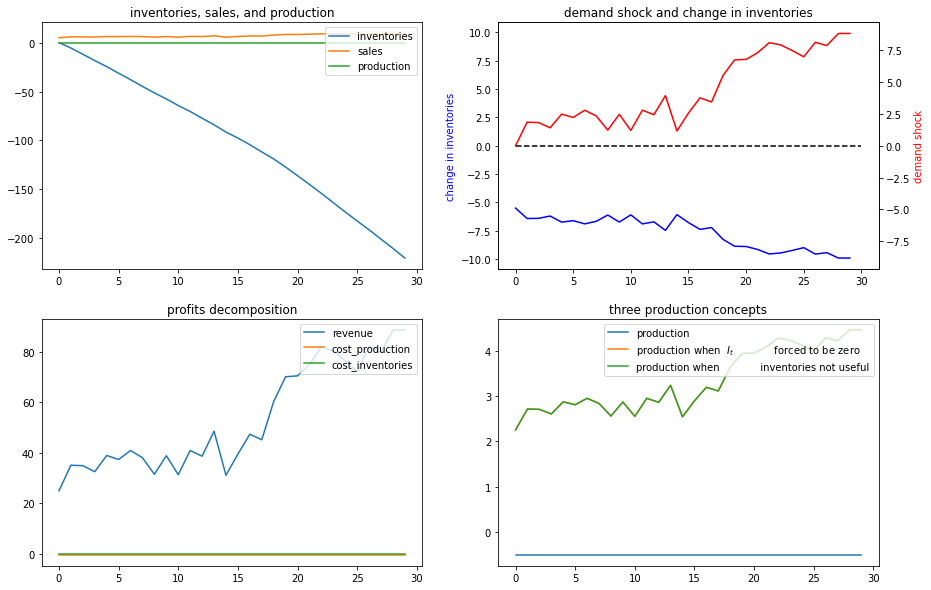 inventories, sales, and production
0
−50
−100
−150
−200
0 5 10 15 20 25 30
inventories
sales
production
demand shock and change in inventories
change in inventories
10.0
7.5
5.0
2.5
0.0
−2.5
−5.0
−7.5
−10.0
0 5 10 15 20 25 30
7.5
5.0
2.5
0.0
−2.5
−5.0
−7.5
demand shock
profits decomposition
80
60
40
20
0
0 5 10 15 20 25 30
revenue
cost_production
cost_inventories
three production concepts
4
3
2
1
0
0 5 10 15 20 25 30
production
production when I_t forced to be zero
production when inventories not useful